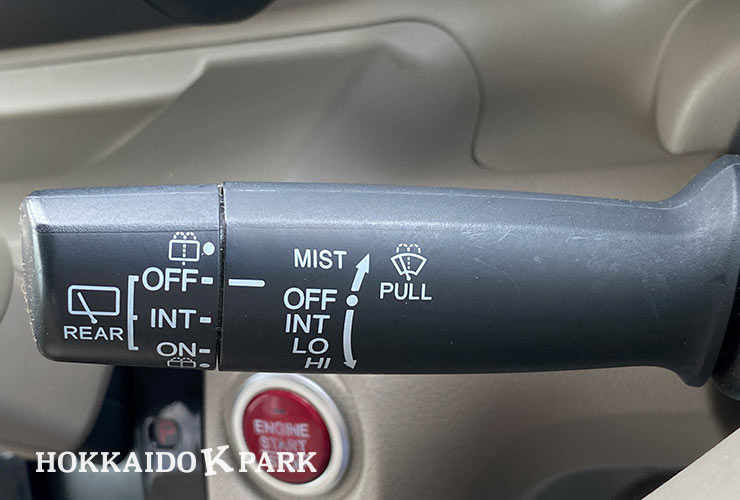 MIST
OFF
INT
LO
HI
PULL
OFF
INT
ON
REAR
ENGINE
START
HOKKAIDO K PARK